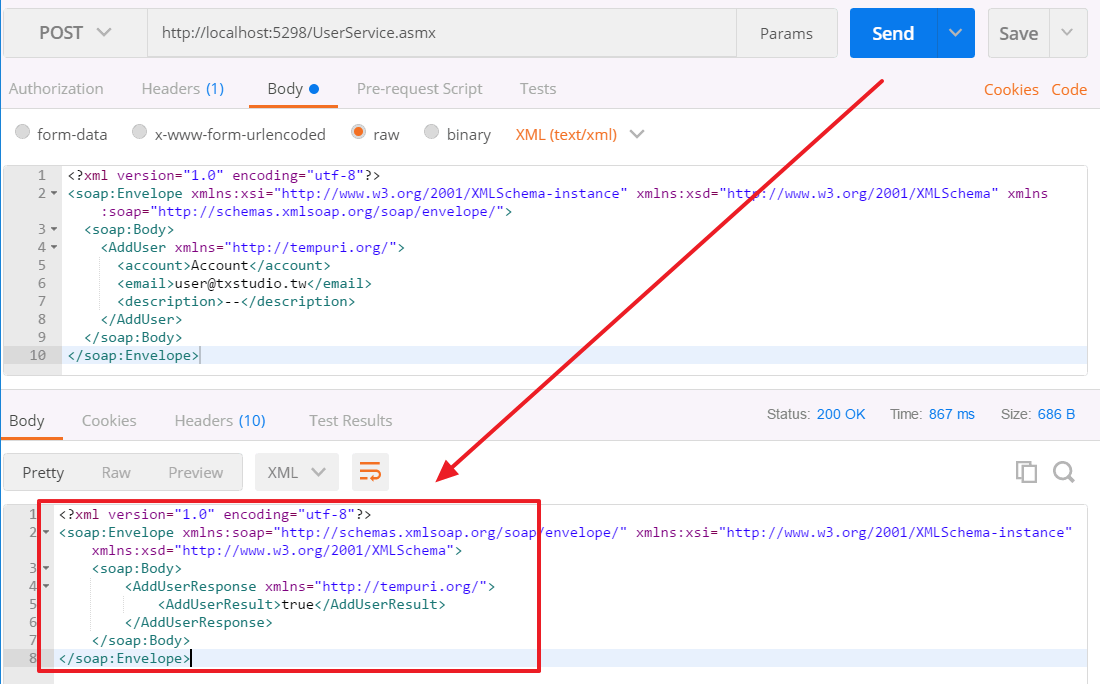 POST http://localhost:5298/UserService.asmx Params Send Save
Authorization Headers (1) Body Pre-request Script Tests Cookies Code
form-data x-www-form-urlencoded raw binary XML (text/xml)
1 <?xml version="1.0" encoding="utf-8"?>
2 <soap:Envelope xmlns:xsi="http://www.w3.org/2001/XMLSchema-instance" xmlns:xsd="http://www.w3.org/2001/XMLSchema" xmlns
:soap="http://schemas.xmlsoap.org/soap/envelope/">
3 <soap:Body>
4 <AddUser xmlns="http://tempuri.org/">
5 <account>Account</account>
6 <email>user@txstudio.tw</email>
7 <description>--</description>
8 </AddUser>
9 </soap:Body>
10 </soap:Envelope>
Body Cookies Headers (10) Test Results Status: 200 OK Time: 867 ms Size: 686 B
Pretty Raw Preview XML
1 <?xml version="1.0" encoding="utf-8"?>
2 <soap:Envelope xmlns:soap="http://schemas.xmlsoap.org/soap/envelope/" xmlns:xsi="http://www.w3.org/2001/XMLSchema-instance"
xmlns:xsd="http://www.w3.org/2001/XMLSchema">
3 <soap:Body>
4 <AddUserResponse xmlns="http://tempuri.org/">
5 <AddUserResult>true</AddUserResult>
6 </AddUserResponse>
7 </soap:Body>
8 </soap:Envelope>